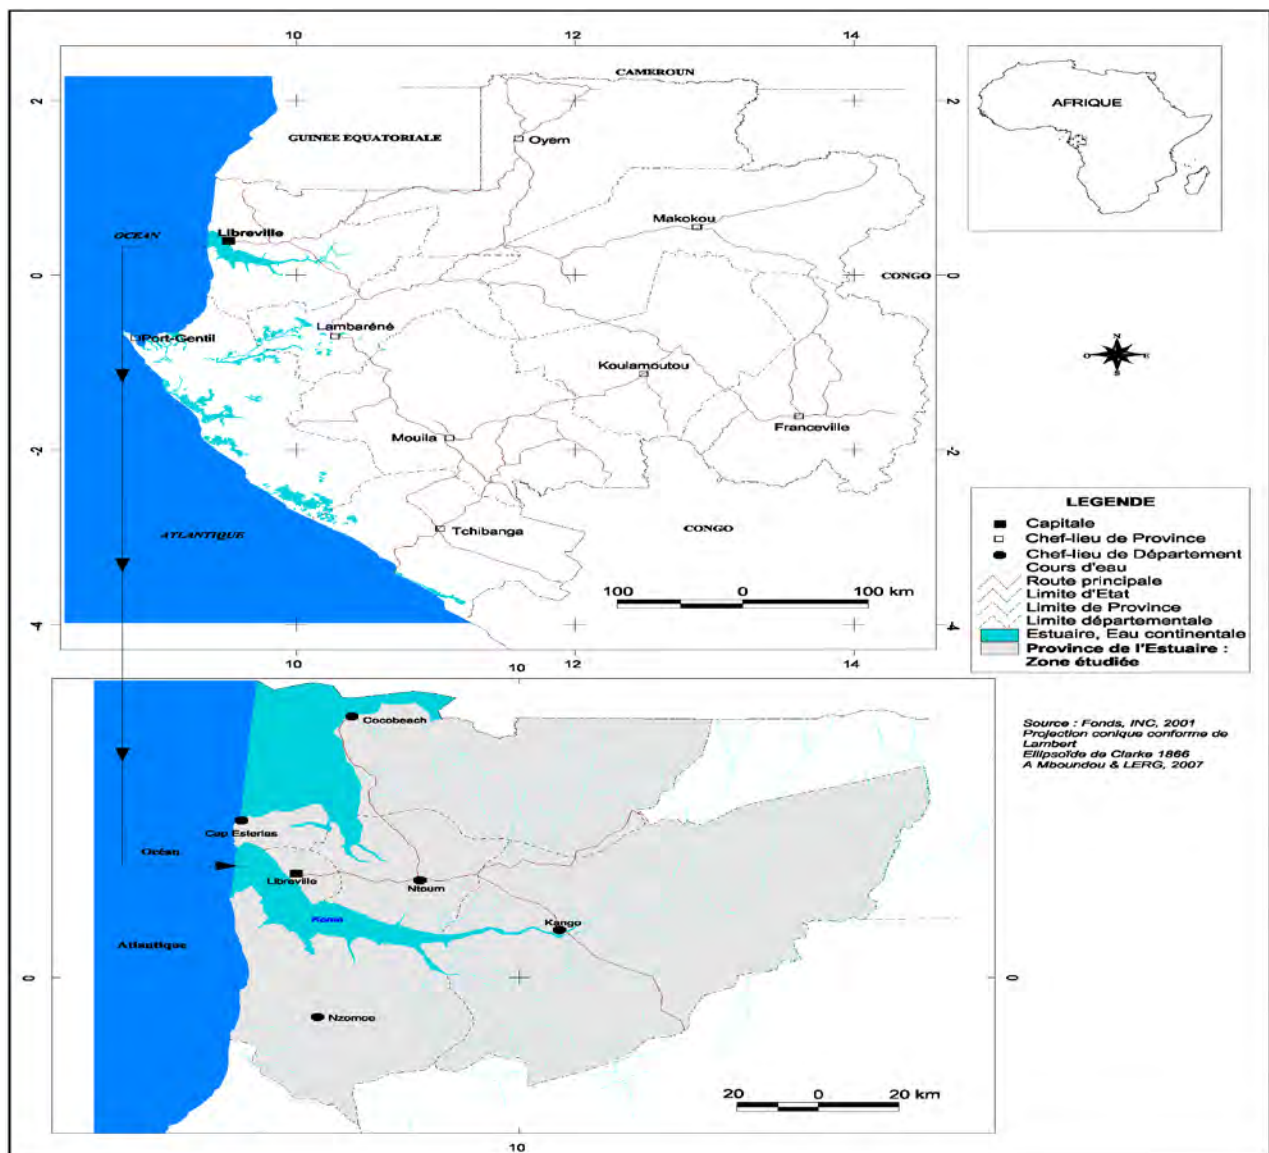 10 12 14
CAMEROUN
2 2
GUINEE EQUATORIALE
Oyem
AFRIQUE
Makokou
OCEAN
Libreville
0 CONGO 0
Port-Gentil
Lambaréné
Koulamoutou
N
O E
S
Franceville
Mouila
-2 -2
Tchibanga
CONGO
ATLANTIQUE
100 0 100 km
4 4
10 12 14
LEGENDE
Capitale
Chef-lieu de Province
Chef-lieu de Département
Cours d'eau
Route principale
Limite d'Etat
Limite de Province
Limite départementale
Estuaire, Eau continentale
Province de l'Estuaire :
Zone étudiée
Cocobeach
Cap Esterias
Océan
Libreville
Ntoum
Komo
Kango
Atlantique
0 0
Nzomoe
20 0 20 km
10
Source : Fonds, INC, 2001
Projection conique conforme de
Lambert
Ellipsoïde de Clarke 1866
A Mboundou & LERG, 2007